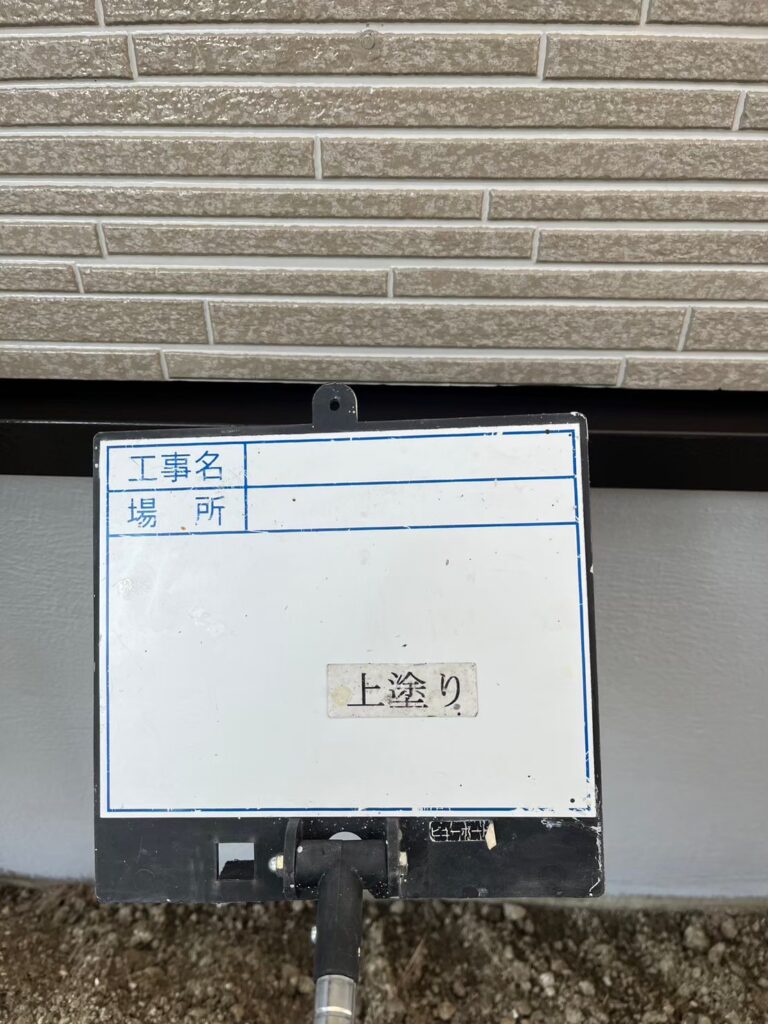 工事名
場 所
上塗り
ビューボード